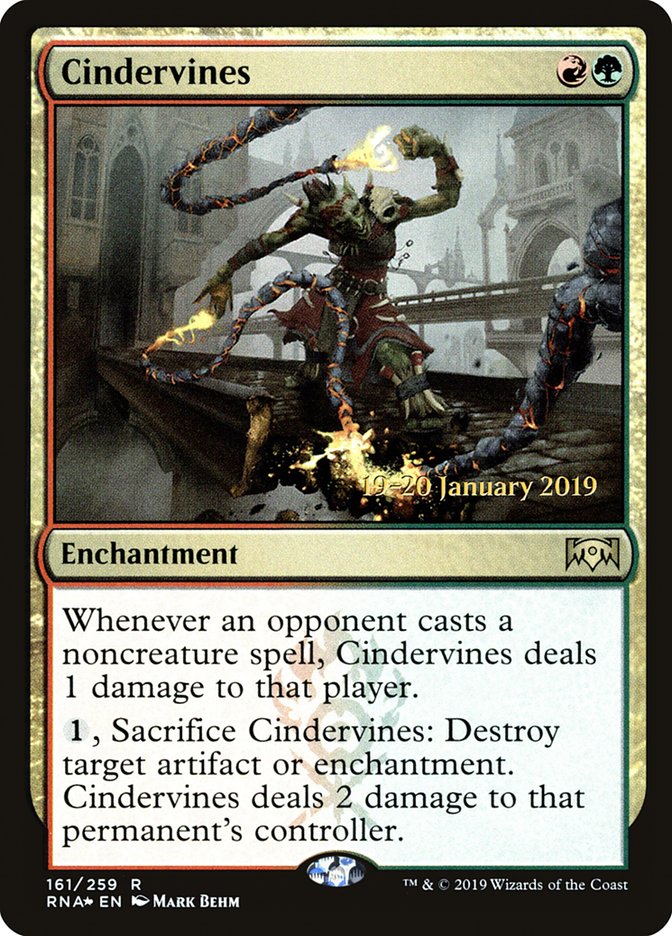 Cindervines
19-20 January 2019
Enchantment
Whenever an opponent casts a
noncreature spell, Cindervines deals
1 damage to that player.
1, Sacrifice Cindervines: Destroy
target artifact or enchantment.
Cindervines deals 2 damage to that
permanent's controller.
161/259 R
RNA★ EN Mark Behm
™ & © 2019 Wizards of the Coast